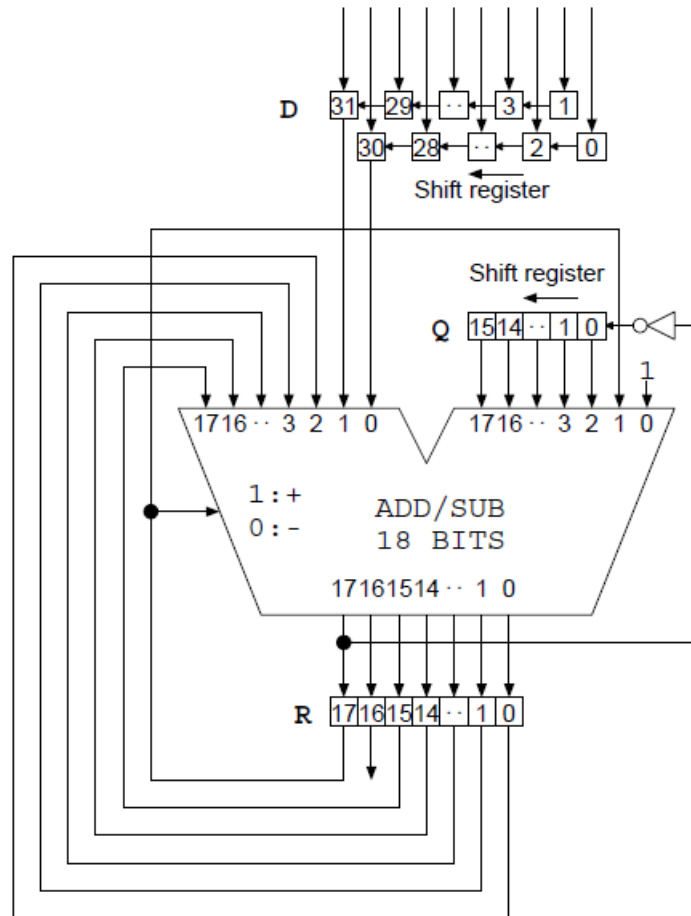 D 31 29 ·· 3 1
30 28 ·· 2 0
Shift register
Shift register
Q 15 14 ·· 1 0
1
17 16 ·· 3 2 1 0 17 16 ·· 3 2 1 0
1:+ ADD/SUB
0:- 18 BITS
17 16 15 14 ·· 1 0
R 17 16 15 14 ·· 1 0